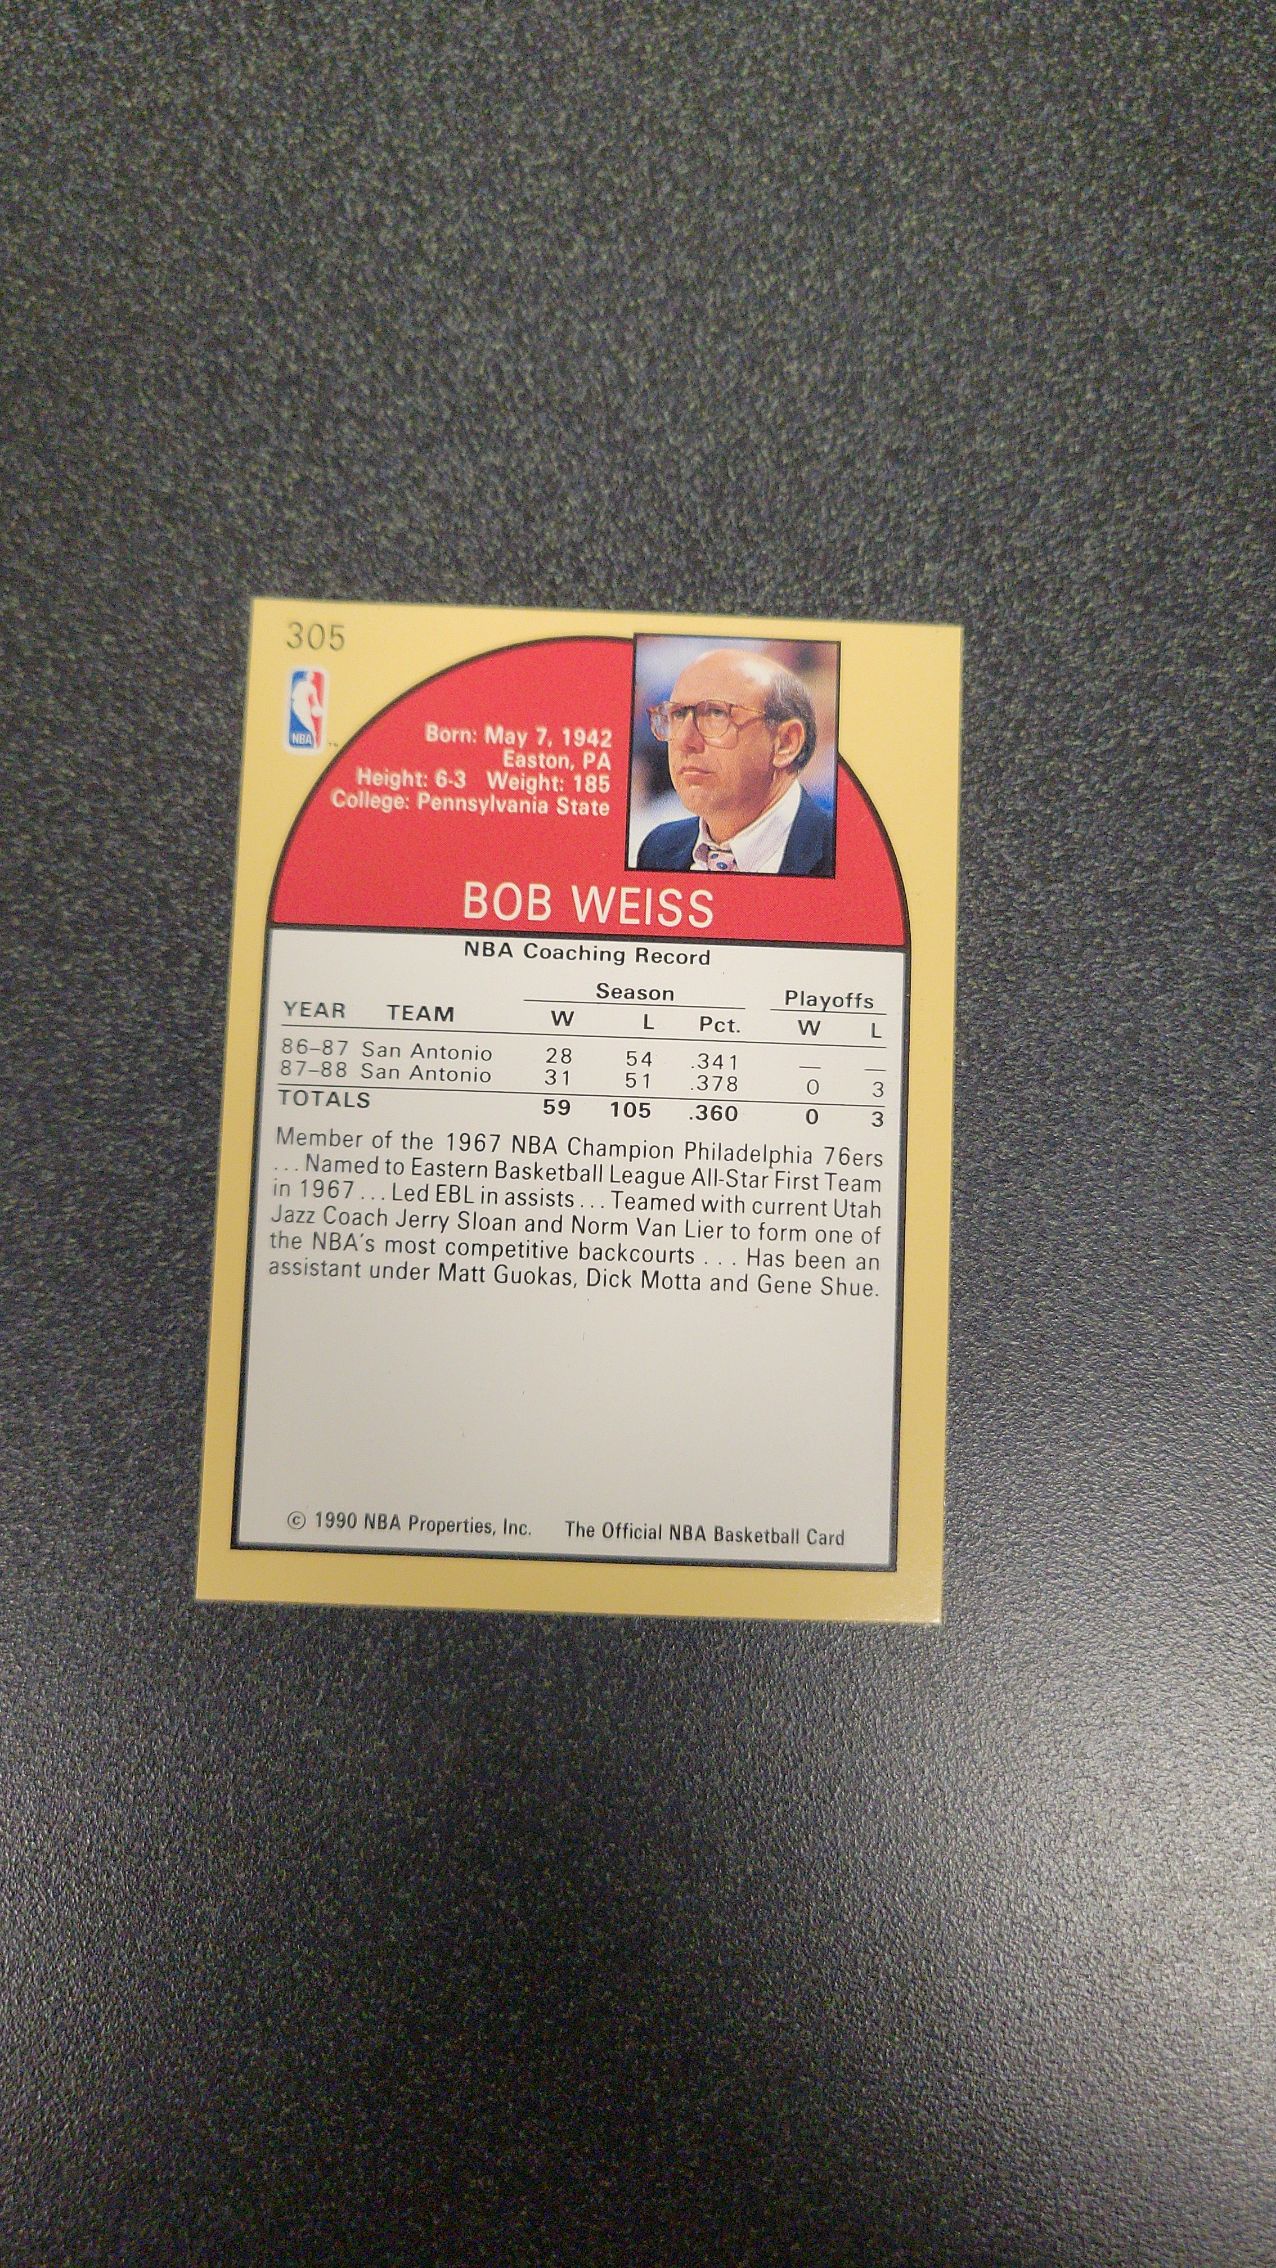 305
NBA
TM
Born: May 7, 1942
Easton, PA
Height: 6-3 Weight: 185
College: Pennsylvania State
BOB WEISS
NBA Coaching Record
Season Playoffs
YEAR TEAM W L Pct. W L
86–87 San Antonio 28 54 .341 — —
87–88 San Antonio 31 51 .378 0 3
TOTALS 59 105 .360 0 3
Member of the 1967 NBA Champion Philadelphia 76ers
...Named to Eastern Basketball League All-Star First Team
in 1967 ... Led EBL in assists ... Teamed with current Utah
Jazz Coach Jerry Sloan and Norm Van Lier to form one of
the NBA's most competitive backcourts . . . Has been an
assistant under Matt Guokas, Dick Motta and Gene Shue.
© 1990 NBA Properties, Inc. The Official NBA Basketball Card